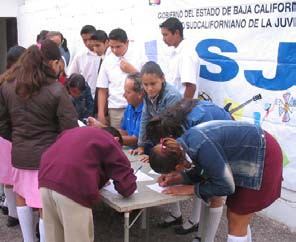 GOBIERNO DEL ESTADO DE BAJA CALIFORNIA
SUDCALIFORNIANO DE LA JUV
SJ